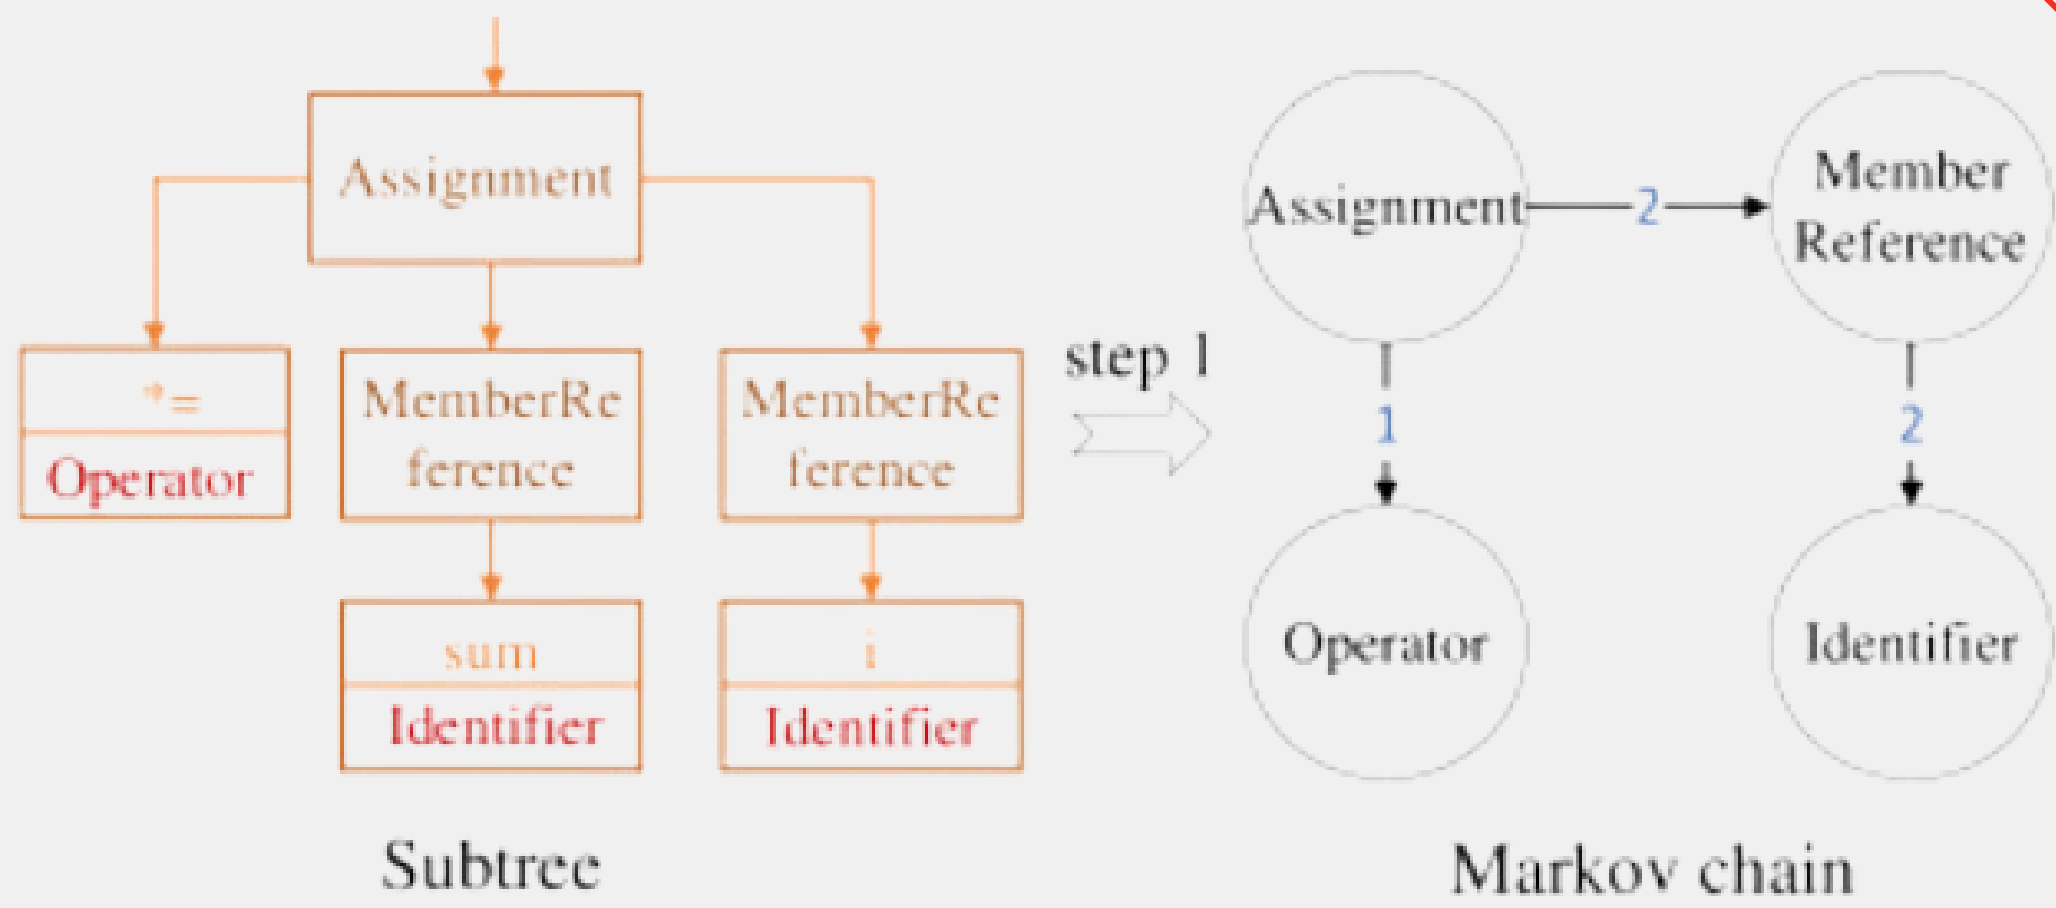 Assignment
*=
Operator
MemberRe
ference
MemberRe
ference
sum
Identifier
i
Identifier
Subtree
step 1
Assignment
2
Member
Reference
1
2
Operator
Identifier
Markov chain